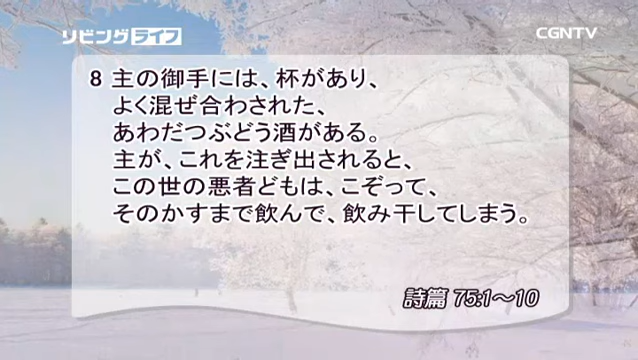 リビングライフ CGNTV
8 主の御手には、杯があり、
よく混ぜ合わされた、
あわだつぶどう酒がある。
主が、これを注ぎ出されると、
この世の悪者どもは、こぞって、
そのかすまで飲んで、飲み干してしまう。
詩篇 75:1～10